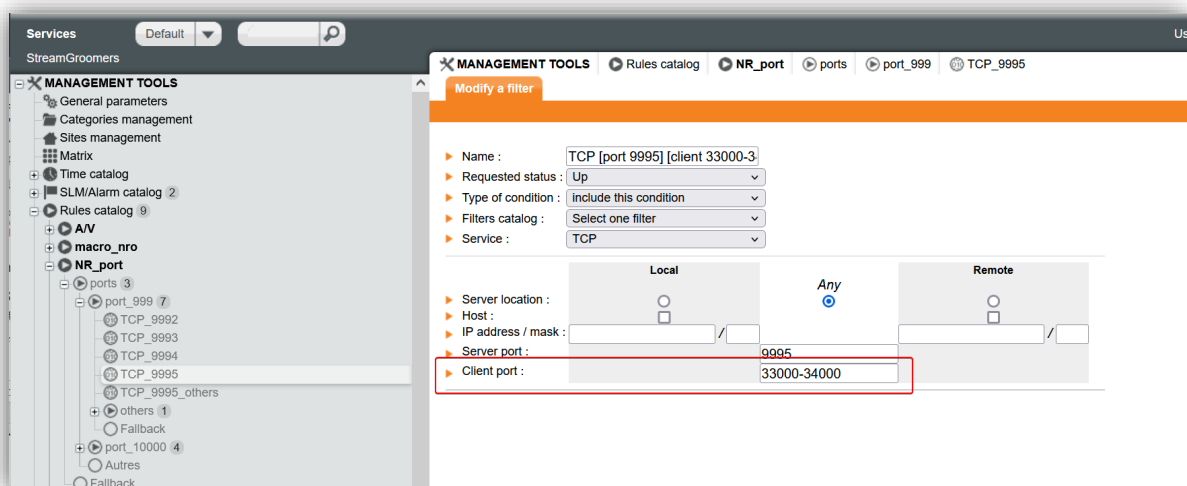 Services
Default
Us
StreamGroomers
MANAGEMENT TOOLS
General parameters
Categories management
Sites management
Matrix
Time catalog
SLM/Alarm catalog 2
Rules catalog 9
A/V
macro_nro
NR_port
ports 3
port_999 7
TCP_9992
TCP_9993
TCP_9994
TCP_9995
TCP_9995_others
others 1
Fallback
port_10000 4
Autres
Fallback
MANAGEMENT TOOLS Rules catalog NR_port ports port_999 TCP_9995
Modify a filter
Name : TCP [port 9995] [client 33000-3
Requested status : Up
Type of condition : include this condition
Filters catalog : Select one filter
Service : TCP
Local Any Remote
Server location :
Host :
IP address / mask : / /
Server port : 9995
Client port : 33000-34000